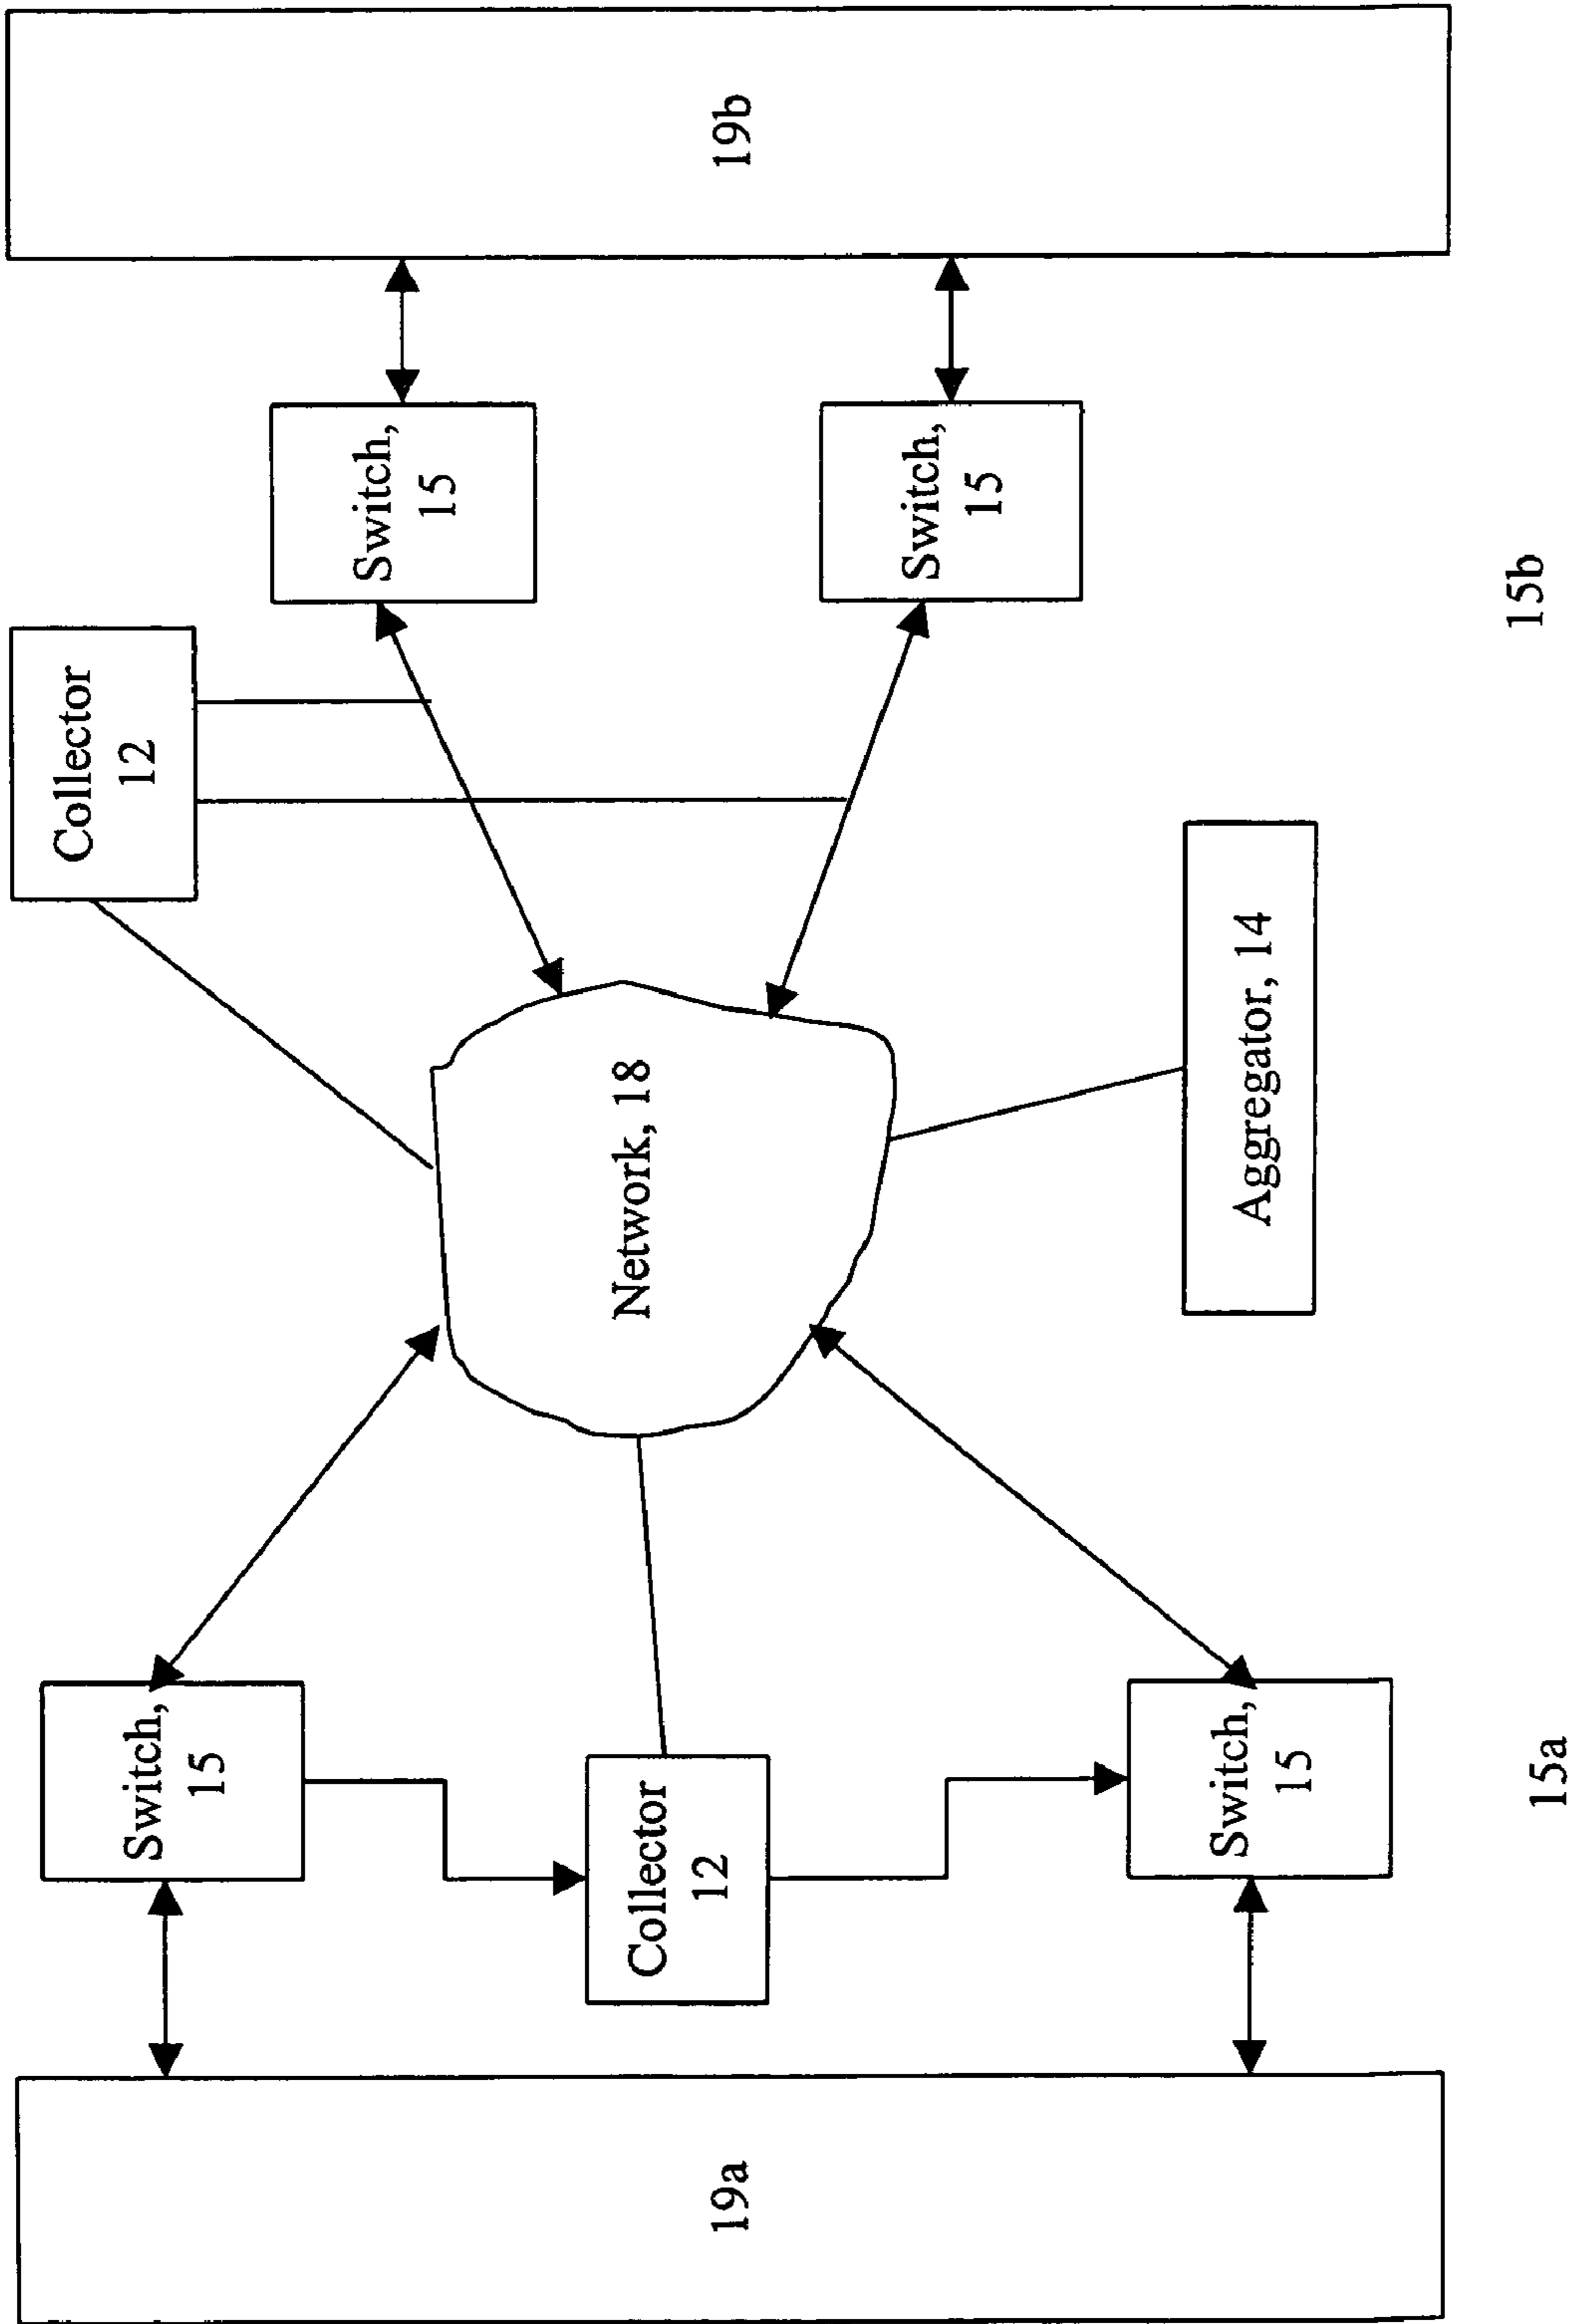 19b
Collector
12
Switch,
15
Switch,
15
15b
Network, 18
Aggregator, 14
Switch,
15
Collector
12
Switch,
15
15a
19a